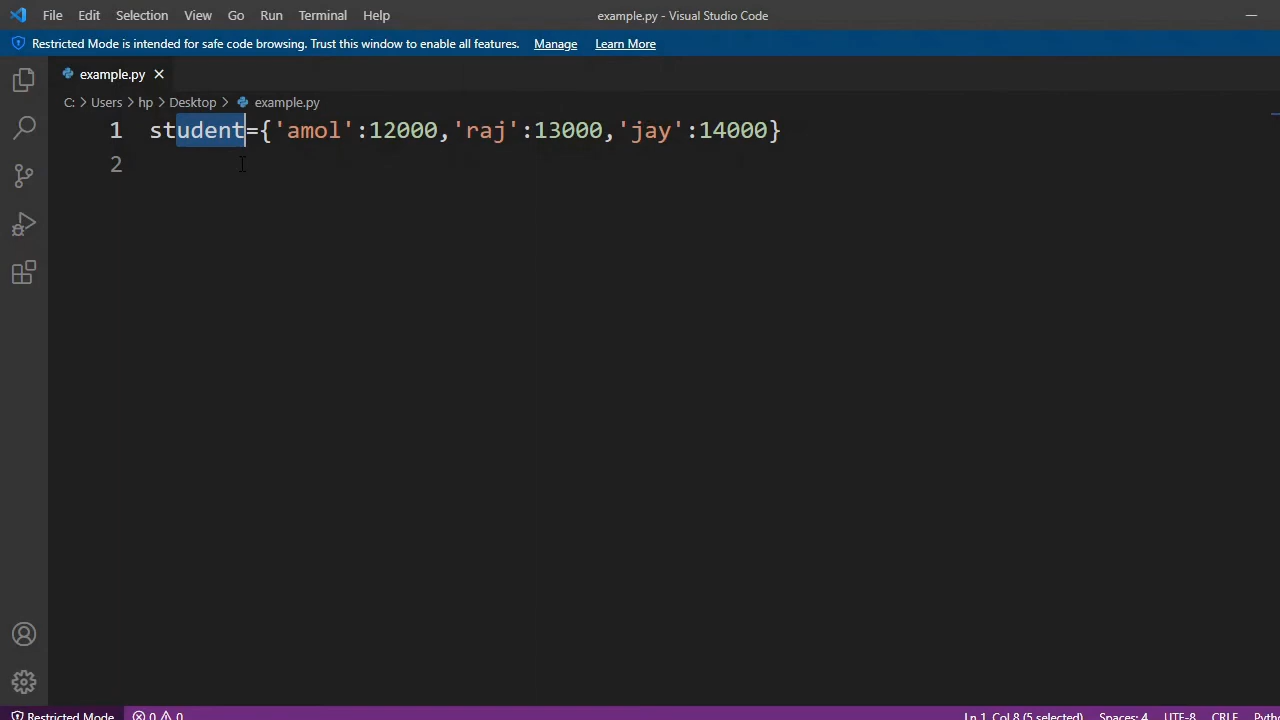 File Edit Selection View Go Run Terminal Help example.py - Visual Studio Code
Restricted Mode is intended for safe code browsing. Trust this window to enable all features. Manage Learn More
example.py
C: > Users > hp > Desktop > example.py
1 student={'amol':12000,'raj':13000,'jay':14000}
2
Restricted Mode 0 0 Ln 1, Col 8 (5 selected) Spaces: 4 UTF-8 CRLF